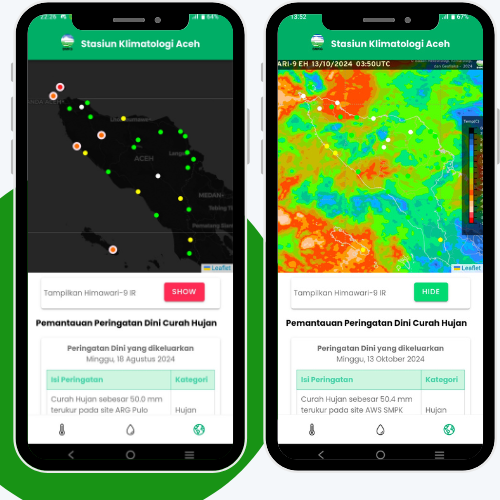 22:26
84%
Stasiun Klimatologi Aceh
ACEH
MEDAN
Leaflet
Tampilkan Himawari-9 IR
SHOW
Pemantauan Peringatan Dini Curah Hujan
Peringatan Dini yang dikeluarkan
Minggu, 18 Agustus 2024
Isi Peringatan Kategori
Curah Hujan sebesar 50.0 mm
terukur pada site ARG Pulo Hujan
13:52
67%
Stasiun Klimatologi Aceh
ARI-9 EH 13/10/2024 03:50UTC
Leaflet
Tampilkan Himawari-9 IR
HIDE
Pemantauan Peringatan Dini Curah Hujan
Peringatan Dini yang dikeluarkan
Minggu, 13 Oktober 2024
Isi Peringatan Kategori
Curah Hujan sebesar 50.4 mm
terukur pada site AWS SMPK Hujan